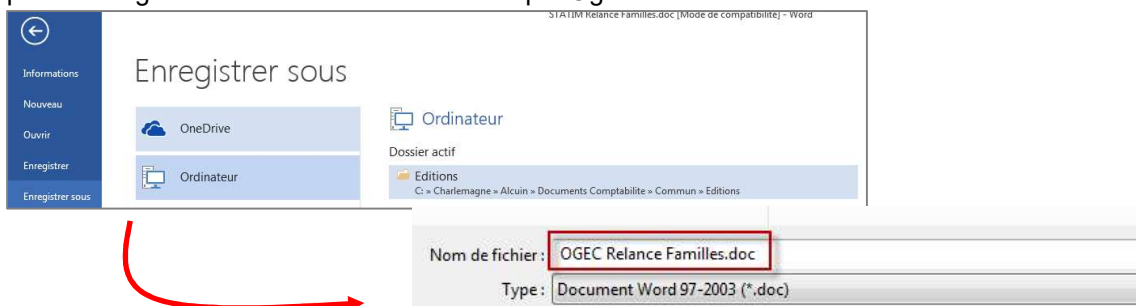 STATIM Relance Familles.doc [Mode de compatibilité] - Word
Informations
Nouveau
Ouvrir
Enregistrer
Enregistrer sous
Enregistrer sous
OneDrive
Ordinateur
Ordinateur
Dossier actif
Editions
C: » Charlemagne » Alcuin » Documents Comptabilite » Commun » Editions
Nom de fichier : OGEC Relance Familles.doc
Type : Document Word 97-2003 (*.doc)